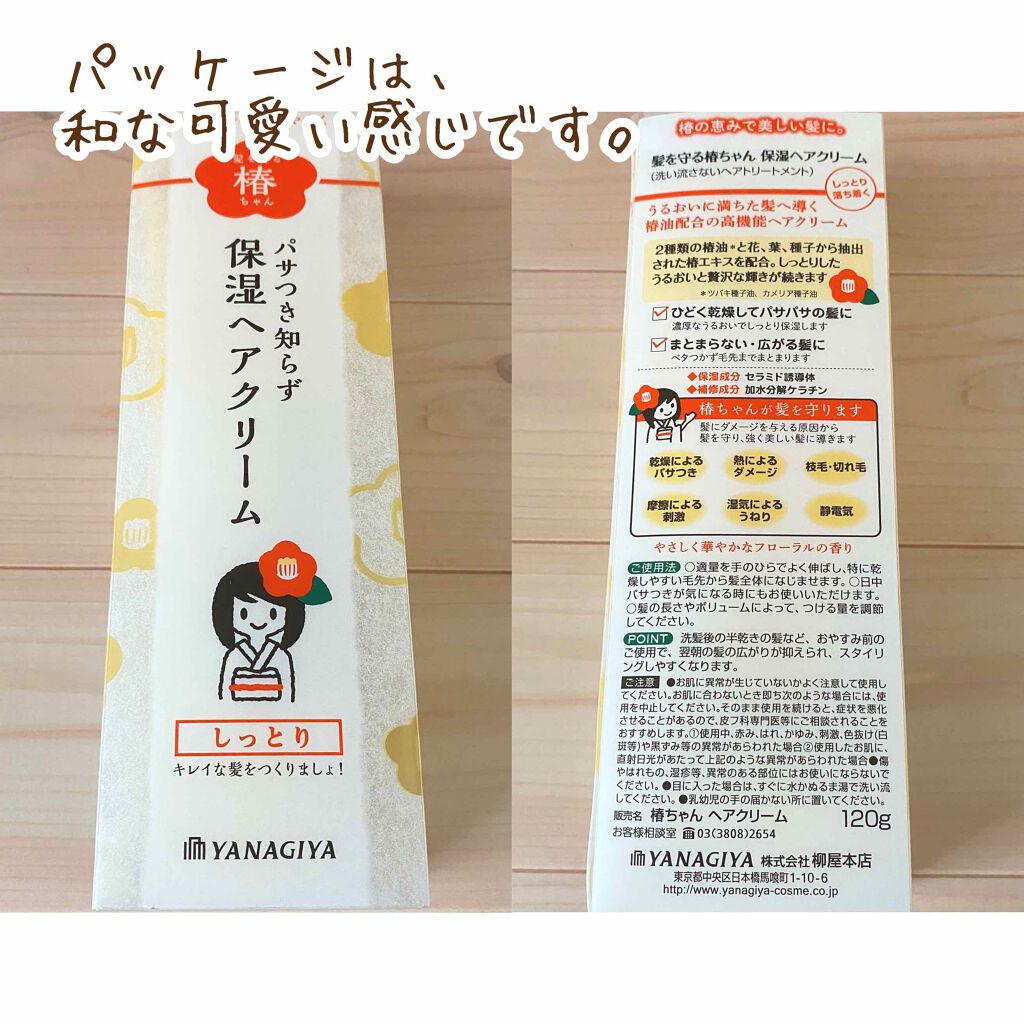 パッケージは、
和な可愛い感じです。
椿
ちゃん
パサつき知らず
保湿ヘアクリーム
しっとり
キレイな髪をつくりましょ!
YANAGIYA
椿の恵みで美しい髪に。
髪を守る椿ちゃん 保湿ヘアクリーム
(洗い流さないヘアトリートメント)
しっとり
落ち着く
うるおいに満ちた髪へ導く
椿油配合の高機能ヘアクリーム
2種類の椿油*と花、葉、種子から抽出
された椿エキスを配合。しっとりした
うるおいと贅沢な輝きが続きます
*ツバキ種子油、カメリア種子油
ひどく乾燥してパサパサの髪に
濃厚なうるおいでしっとり保湿します
まとまらない・広がる髪に
ベタつかず毛先までまとまります
◆保湿成分 セラミド誘導体
◆補修成分 加水分解ケラチン
椿ちゃんが髪を守ります
髪にダメージを与える原因から
髪を守り、強く美しい髪に導きます
乾燥による
パサつき
熱による
ダメージ
枝毛・切れ毛
摩擦による
刺激
湿気による
うねり
静電気
やさしく華やかなフローラルの香り
ご使用法 ○適量を手のひらでよく伸ばし、特に乾
燥しやすい毛先から髪全体になじませます。○日中
パサつきが気になる時にもお使いいただけます。
○髪の長さやボリュームによって、つける量を調節
してください。
POINT 洗髪後の半乾きの髪など、おやすみ前の
ご使用で、翌朝の髪の広がりが抑えられ、スタイリ
ングしやすくなります。
ご注意 ●お肌に異常が生じていないかよく注意して使用し
てください。お肌に合わないとき即ち次のような場合には、使
用を中止してください。そのまま使用を続けると、症状を悪化
させることがあるので、皮フ科専門医等にご相談されることを
おすすめします。①使用中、赤み、はれ、かゆみ、刺激、色抜け(白
斑等)や黒ずみ等の異常があらわれた場合②使用したお肌に、
直射日光があたって上記のような異常があらわれた場合●傷
やはれもの、湿疹等、異常のある部位にはお使いにならないで
ください。●目に入った場合は、すぐに水かぬるま湯で洗い流
してください。●乳幼児の手の届かない所に置いてください。
販売名 椿ちゃん ヘアクリーム 120g
お客様相談室 ☎03(3808)2654
YANAGIYA 株式会社 柳屋本店
東京都中央区日本橋馬喰町1-10-6
http://www.yanagiya-cosme.co.jp